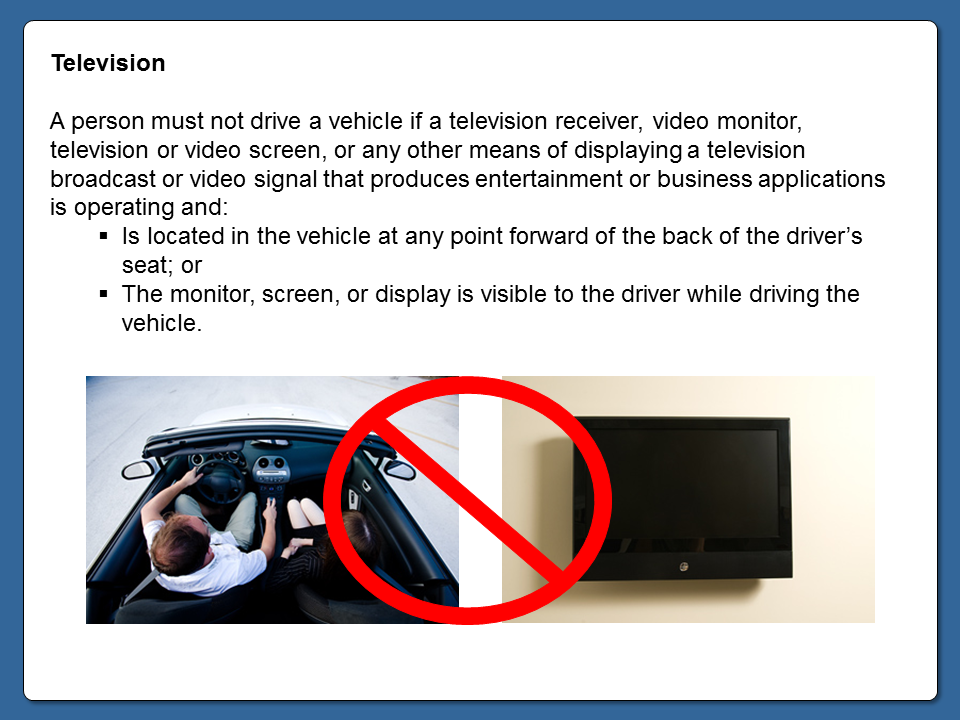 Television
A person must not drive a vehicle if a television receiver, video monitor,
television or video screen, or any other means of displaying a television
broadcast or video signal that produces entertainment or business applications
is operating and:
▪ Is located in the vehicle at any point forward of the back of the driver’s
seat; or
▪ The monitor, screen, or display is visible to the driver while driving the
vehicle.